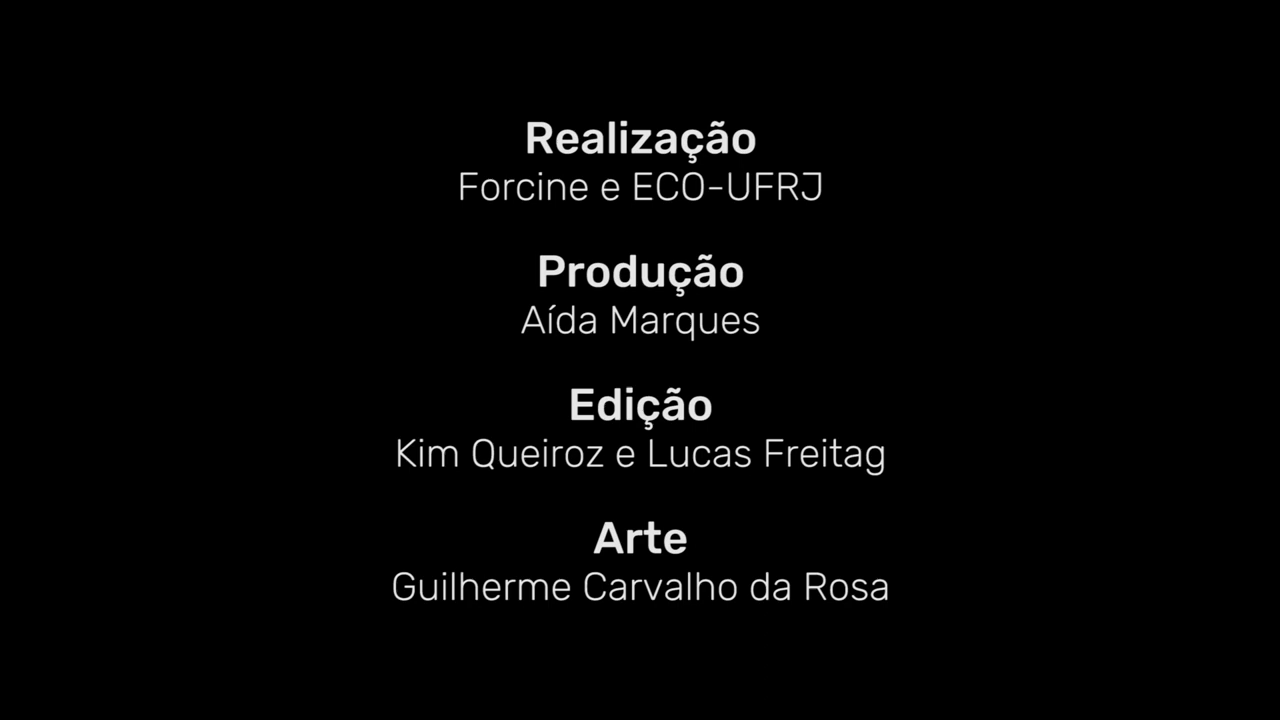 Realização
Forcine e ECO-UFRJ
Produção
Aída Marques
Edição
Kim Queiroz e Lucas Freitag
Arte
Guilherme Carvalho da Rosa